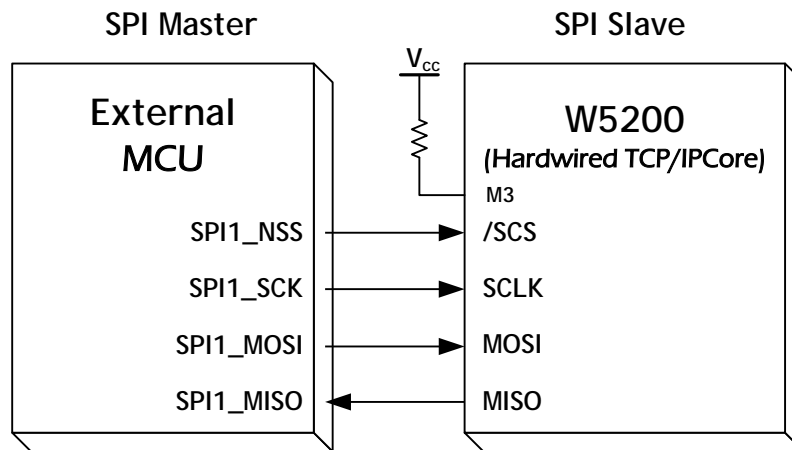 SPI Master
SPI Slave
Vcc
External
MCU
W5200
(Hardwired TCP/IPCore)
M3
SPI1_NSS
/SCS
SPI1_SCK
SCLK
SPI1_MOSI
MOSI
SPI1_MISO
MISO